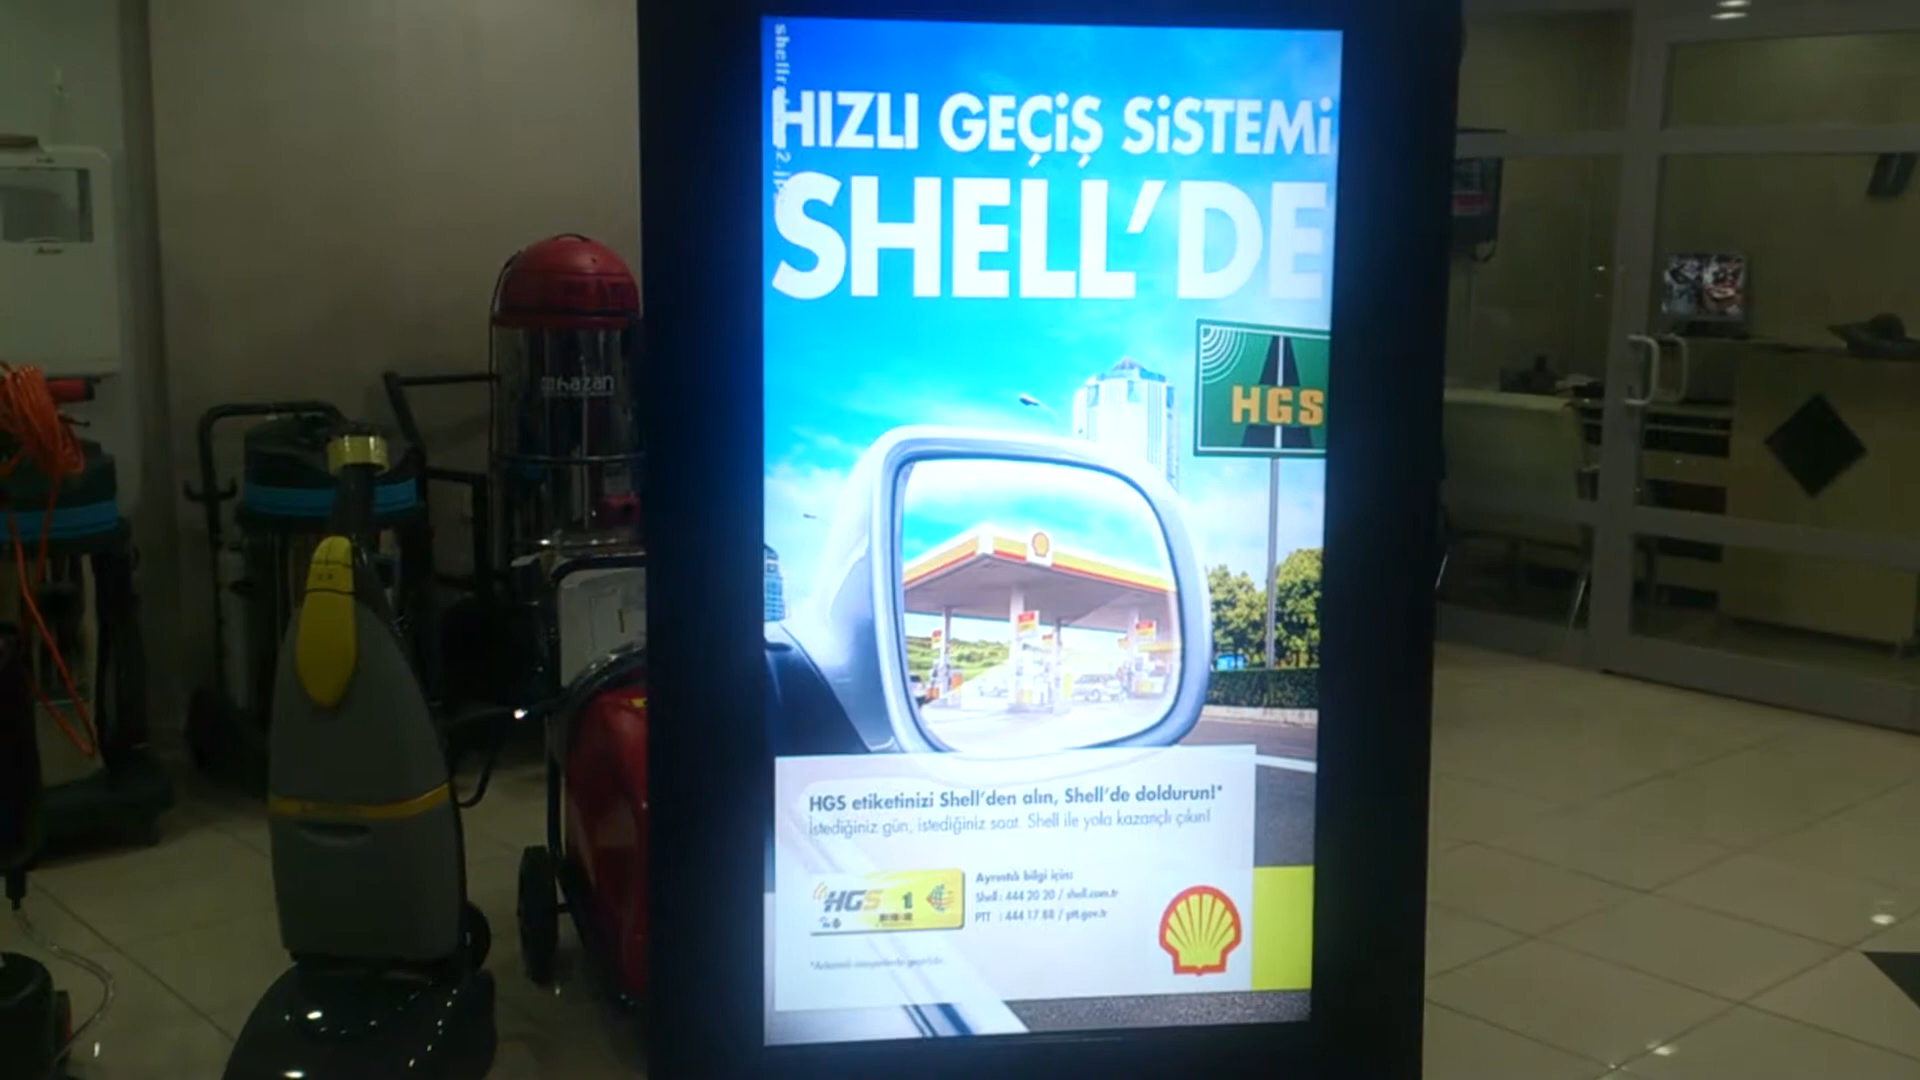 HIZLI GEÇİŞ SİSTEMİ
SHELL'DE
HGS
HGS etiketinizi Shell'den alın, Shell'de doldurun!*
İstediğiniz gün, istediğiniz saat. Shell ile yola kazançlı çıkın!
HGS
Ayrıntılı bilgi için:
Shell : 444 20 20 / shell.com.tr
PTT : 444 17 88 / ptt.gov.tr
kazan